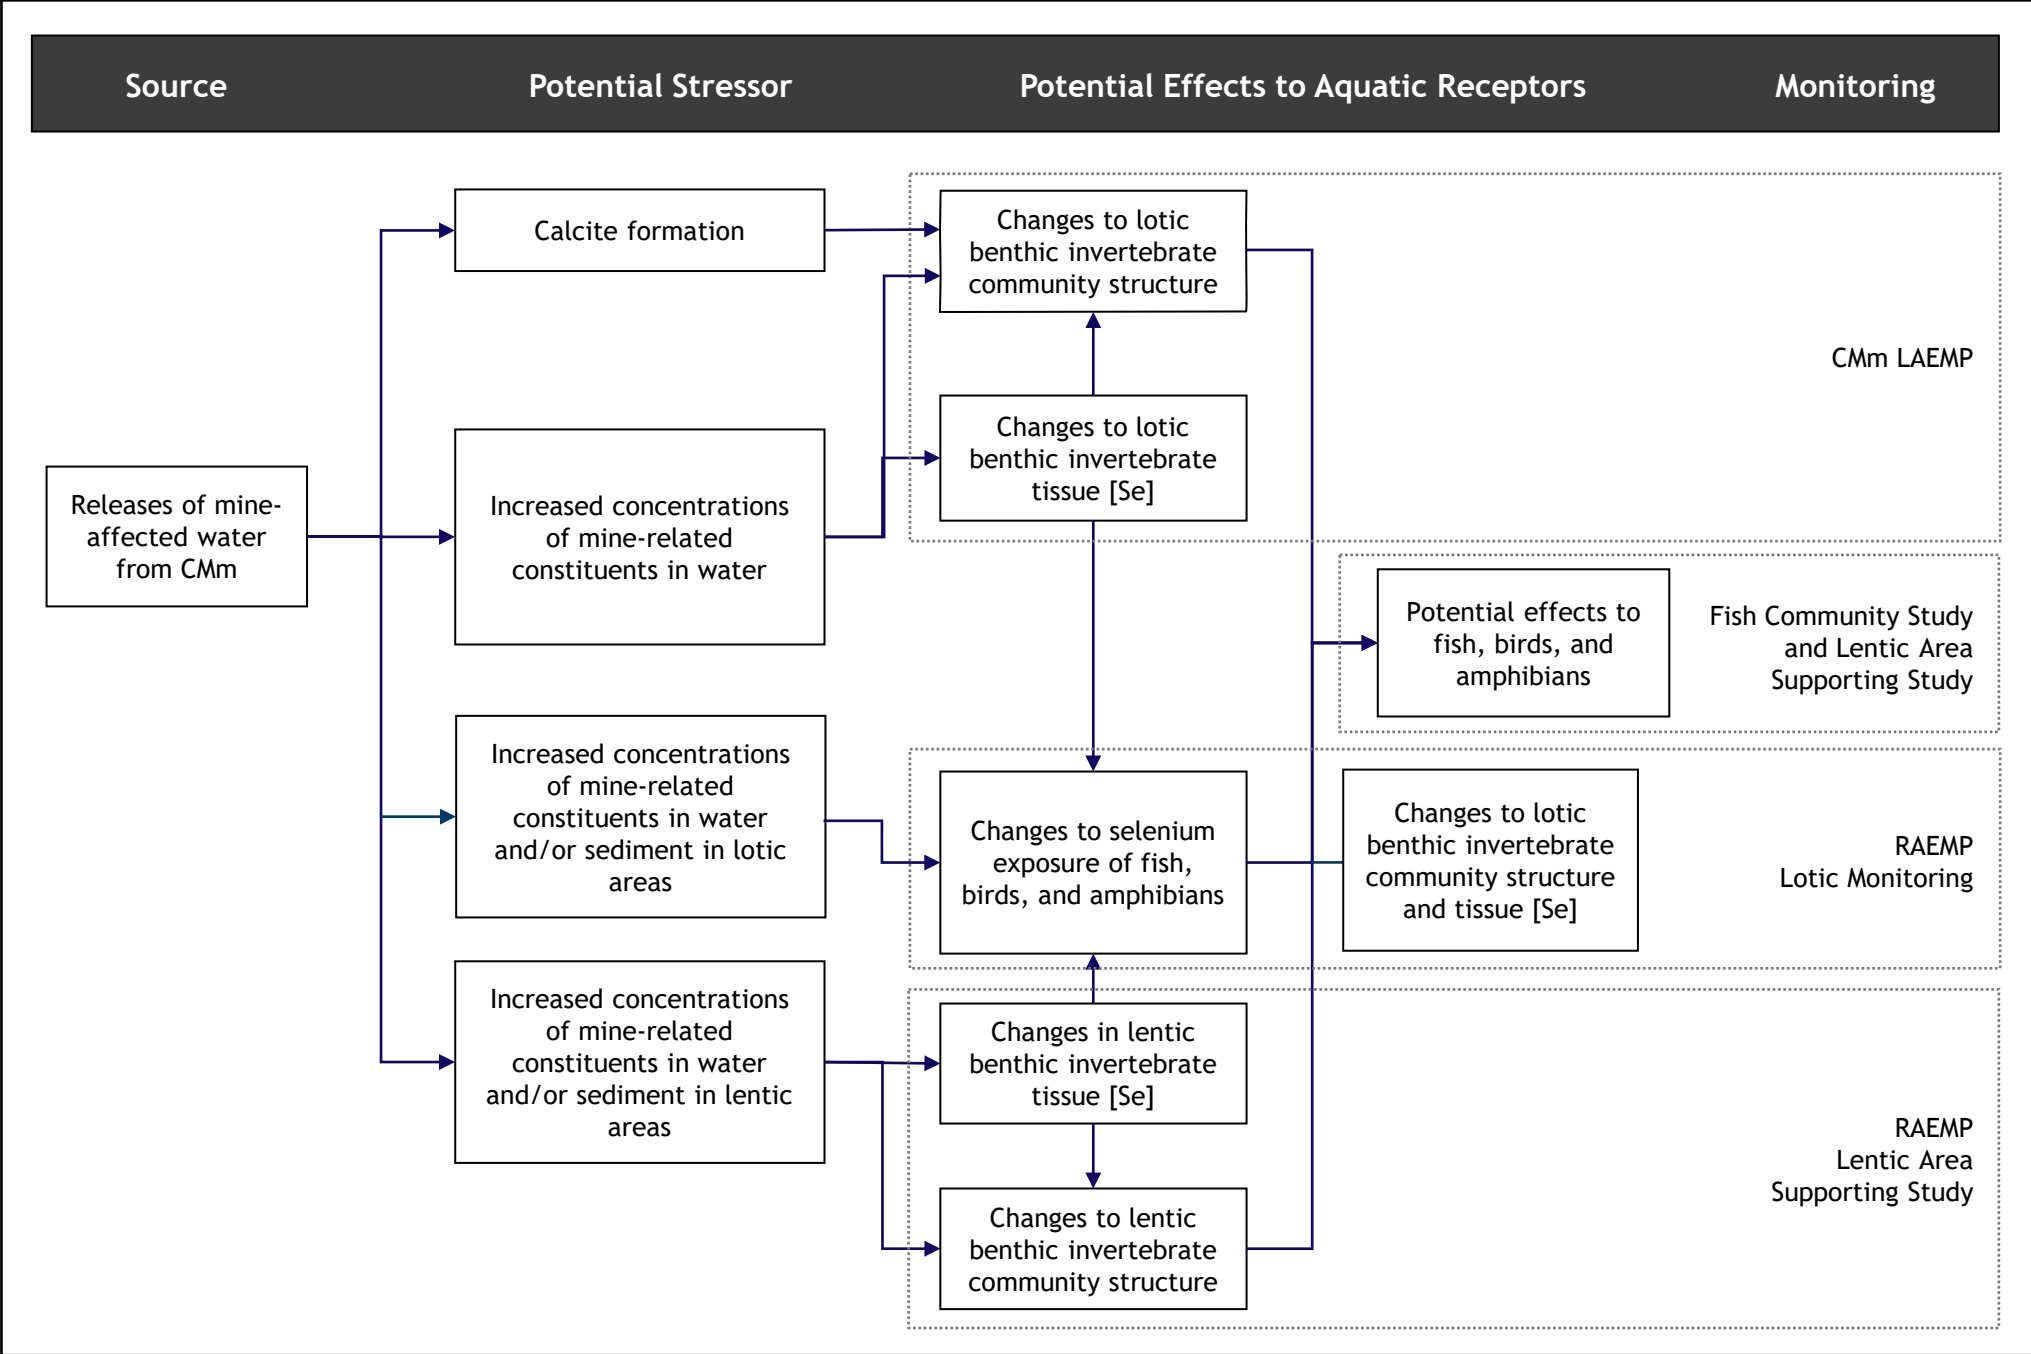 Source
Potential Stressor
Potential Effects to Aquatic Receptors
Monitoring
Releases of mine-
affected water
from CMm
Calcite formation
Increased concentrations
of mine-related
constituents in water
Increased concentrations
of mine-related
constituents in water
and/or sediment in lotic
areas
Increased concentrations
of mine-related
constituents in water
and/or sediment in lentic
areas
Changes to lotic
benthic invertebrate
community structure
Changes to lotic
benthic invertebrate
tissue [Se]
CMm LAEMP
Potential effects to
fish, birds, and
amphibians
Fish Community Study
and Lentic Area
Supporting Study
Changes to selenium
exposure of fish,
birds, and amphibians
Changes to lotic
benthic invertebrate
community structure
and tissue [Se]
RAEMP
Lotic Monitoring
Changes in lentic
benthic invertebrate
tissue [Se]
Changes to lentic
benthic invertebrate
community structure
RAEMP
Lentic Area
Supporting Study